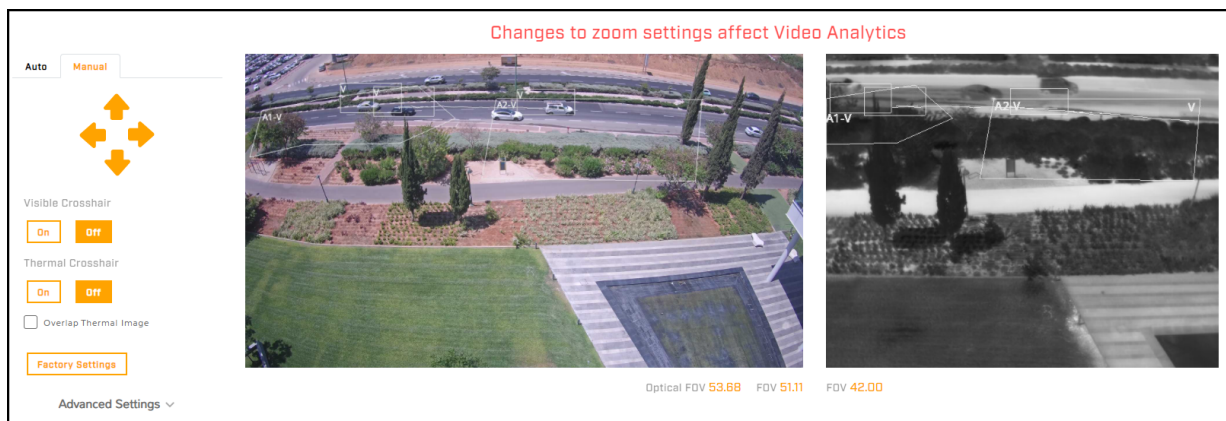 Changes to zoom settings affect Video Analytics
Auto
Manual
Visible Crosshair
On
Off
Thermal Crosshair
On
Off
Overlap Thermal Image
Factory Settings
Advanced Settings
V
V
A1-V
A2-V
A1-V
A2-V
V
Optical FOV 53.68 FOV 51.11
FOV 42.00